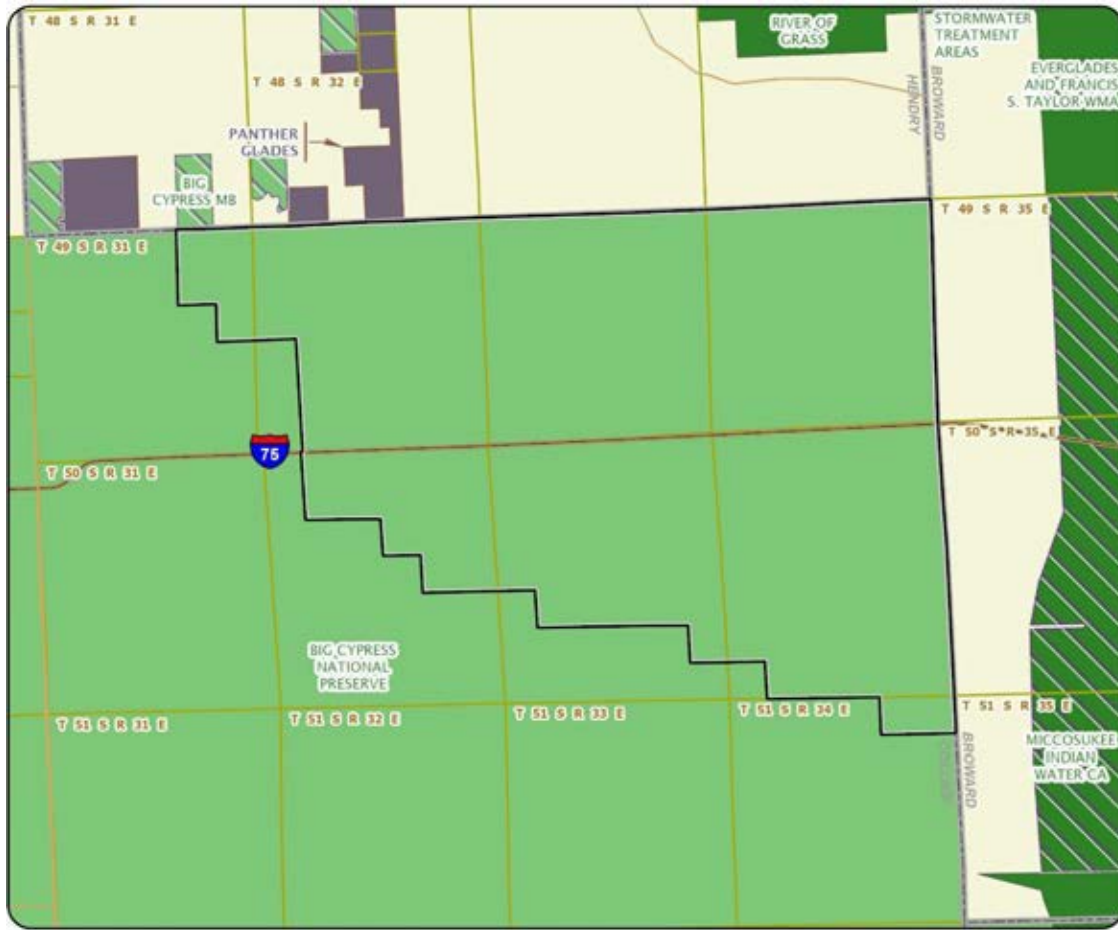 T 48 S R 31 E
RIVER OF
GRASS
STORMWATER
TREATMENT
AREAS
EVERGLADES
AND FRANCIS
S. TAYLOR WMA
T 48 S R 32 E
HENDRY
BROWARD
PANTHER
GLADES
BIG
CYPRESS MB
T 49 S R 31 E
T 49 S R 35 E
75
T 50 S R 31 E
T 50 S R 35 E
BIG CYPRESS
NATIONAL
PRESERVE
T 51 S R 31 E
T 51 S R 32 E
T 51 S R 33 E
T 51 S R 34 E
T 51 S R 35 E
BROWARD
MICCOSUKEE
INDIAN
WATER CA